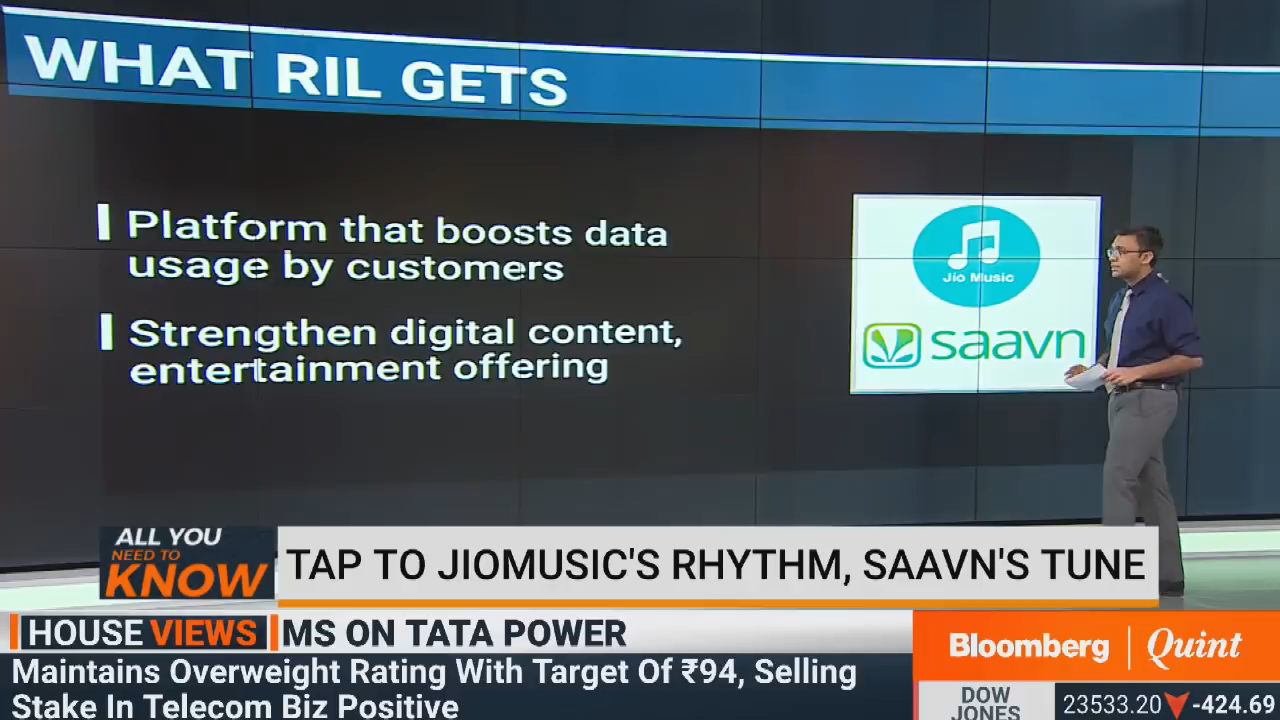 WHAT RIL GETS
Platform that boosts data
usage by customers
Strengthen digital content,
entertainment offering
Jio Music
saavn
ALL YOU
NEED TO
KNOW
TAP TO JIOMUSIC'S RHYTHM, SAAVN'S TUNE
HOUSE VIEWS
MS ON TATA POWER
Maintains Overweight Rating With Target Of ₹94, Selling
Stake In Telecom Biz Positive
Bloomberg | Quint
DOW
JONES
23533.20 -424.69